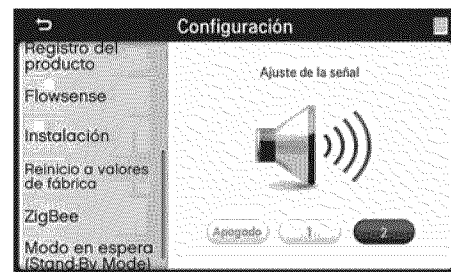 Configuración
Registro del
producto
Flowsense
Instalación
Reinicio a valores
de fábrica
ZigBee
Modo en espera
(Stand-By Mode)
Ajuste de la señal
Apagado
1
2